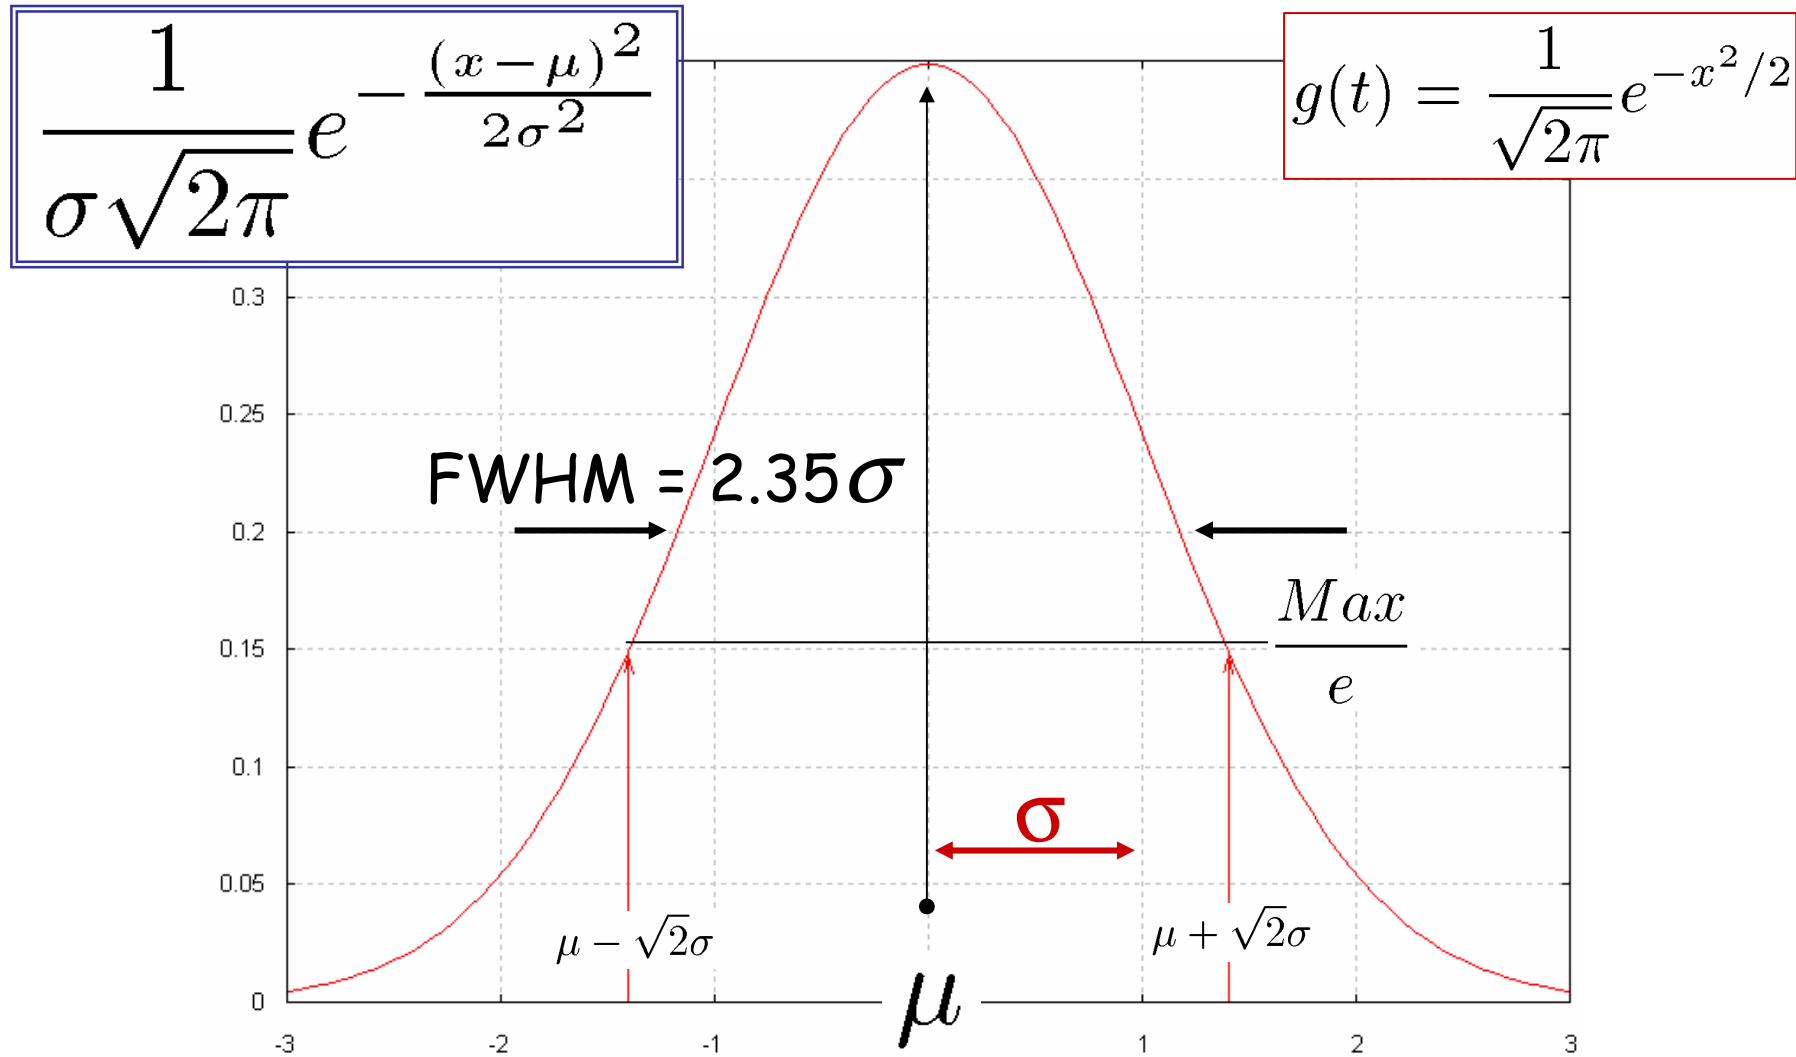 1/(σ√2π) e^−(x−μ)²/2σ²
g(t) = 1/√2π e^−x²/2
0.3
0.25
FWHM = 2.35σ
0.2
Max/e
0.15
0.1
σ
0.05
μ − √2σ
μ + √2σ
0
μ
-3 -2 -1 1 2 3